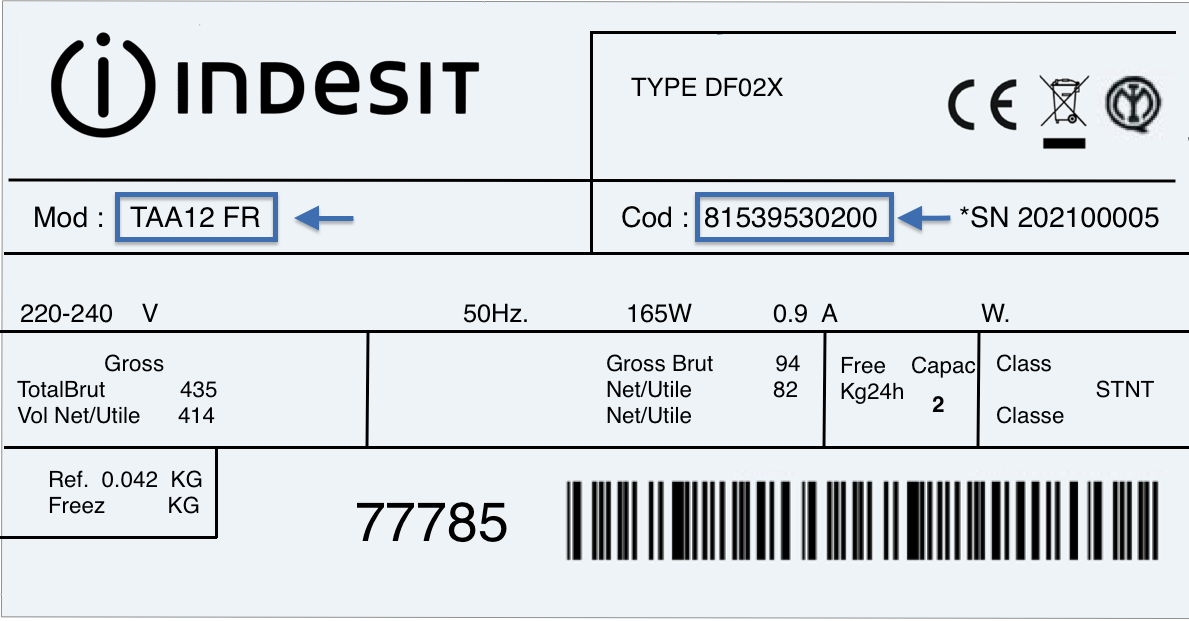 INDESIT
TYPE DF02X
CE
Mod : TAA12 FR
Cod : 81539530200 *SN 202100005
220-240 V 50Hz. 165W 0.9 A W.
Gross
TotalBrut 435
Vol Net/Utile 414
Gross Brut 94
Net/Utile 82
Net/Utile
Free Capac
Kg24h 2
Class
STNT
Classe
Ref. 0.042 KG
Freez KG
77785